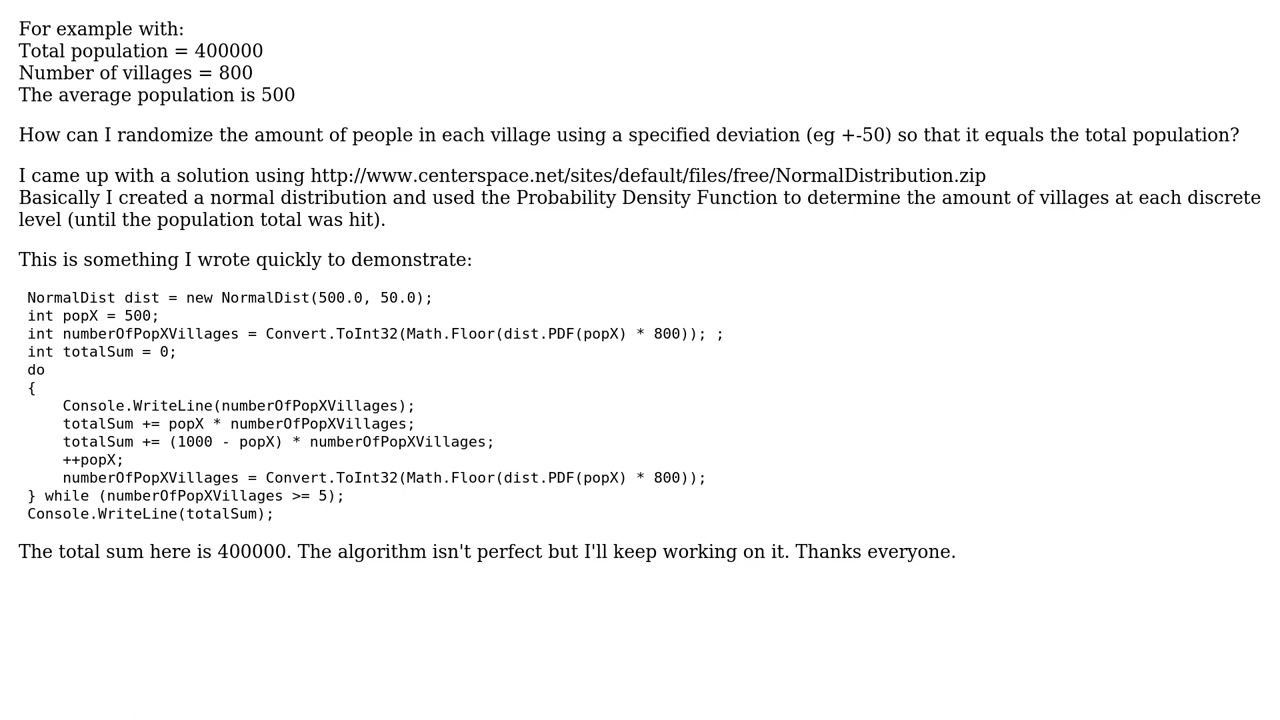 For example with:
Total population = 400000
Number of villages = 800
The average population is 500
How can I randomize the amount of people in each village using a specified deviation (eg +-50) so that it equals the total population?
I came up with a solution using http://www.centerspace.net/sites/default/files/free/NormalDistribution.zip
Basically I created a normal distribution and used the Probability Density Function to determine the amount of villages at each discrete
level (until the population total was hit).
This is something I wrote quickly to demonstrate:
NormalDist dist = new NormalDist(500.0, 50.0);
int popX = 500;
int numberOfPopXVillages = Convert.ToInt32(Math.Floor(dist.PDF(popX) * 800)); ;
int totalSum = 0;
do
{
    Console.WriteLine(numberOfPopXVillages);
    totalSum += popX * numberOfPopXVillages;
    totalSum += (1000 - popX) * numberOfPopXVillages;
    ++popX;
    numberOfPopXVillages = Convert.ToInt32(Math.Floor(dist.PDF(popX) * 800));
} while (numberOfPopXVillages >= 5);
Console.WriteLine(totalSum);
The total sum here is 400000. The algorithm isn't perfect but I'll keep working on it. Thanks everyone.